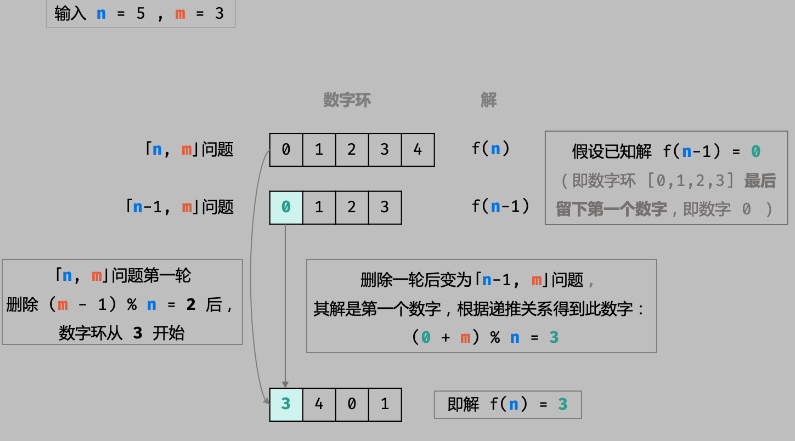 输入 n = 5 , m = 3
数字环 解
「n, m」问题 0 1 2 3 4 f(n)
「n-1, m」问题 0 1 2 3 f(n-1)
假设已知解 f(n-1) = 0
(即数字环 [0,1,2,3] 最后
留下第一个数字,即数字 0 )
「n, m」问题第一轮
删除 (m - 1) % n = 2 后,
数字环从 3 开始
删除一轮后变为「n-1, m」问题,
其解是第一个数字,根据递推关系得到此数字:
(0 + m) % n = 3
3 4 0 1
即解 f(n) = 3